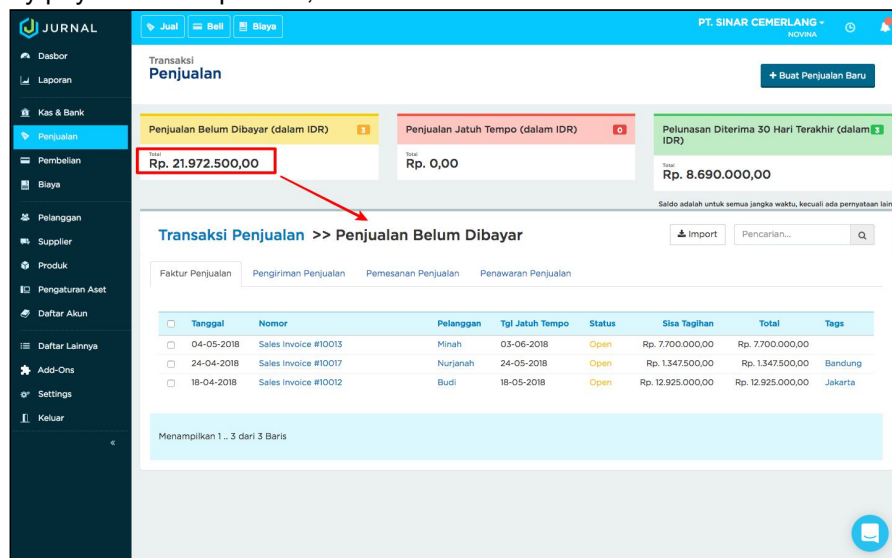 JURNAL
Jual
Beli
Biaya
PT. SINAR CEMERLANG
NOVINA
Dasbor
Laporan
Kas & Bank
Penjualan
Pembelian
Biaya
Pelanggan
Supplier
Produk
Pengaturan Aset
Daftar Akun
Daftar Lainnya
Add-Ons
Settings
Keluar
«
Transaksi
Penjualan
+ Buat Penjualan Baru
Penjualan Belum Dibayar (dalam IDR) 3
Total
Rp. 21.972.500,00
Penjualan Jatuh Tempo (dalam IDR) 0
Total
Rp. 0,00
Pelunasan Diterima 30 Hari Terakhir (dalam 3
IDR)
Total
Rp. 8.690.000,00
Saldo adalah untuk semua jangka waktu, kecuali ada pernyataan lain
Transaksi Penjualan >> Penjualan Belum Dibayar
Import
Pencarian...
Faktur Penjualan Pengiriman Penjualan Pemesanan Penjualan Penawaran Penjualan
Tanggal Nomor Pelanggan Tgl Jatuh Tempo Status Sisa Tagihan Total Tags
04-05-2018 Sales Invoice #10013 Minah 03-06-2018 Open Rp. 7.700.000,00 Rp. 7.700.000,00
24-04-2018 Sales Invoice #10017 Nurjanah 24-05-2018 Open Rp. 1.347.500,00 Rp. 1.347.500,00 Bandung
18-04-2018 Sales Invoice #10012 Budi 18-05-2018 Open Rp. 12.925.000,00 Rp. 12.925.000,00 Jakarta
Menampilkan 1 .. 3 dari 3 Baris